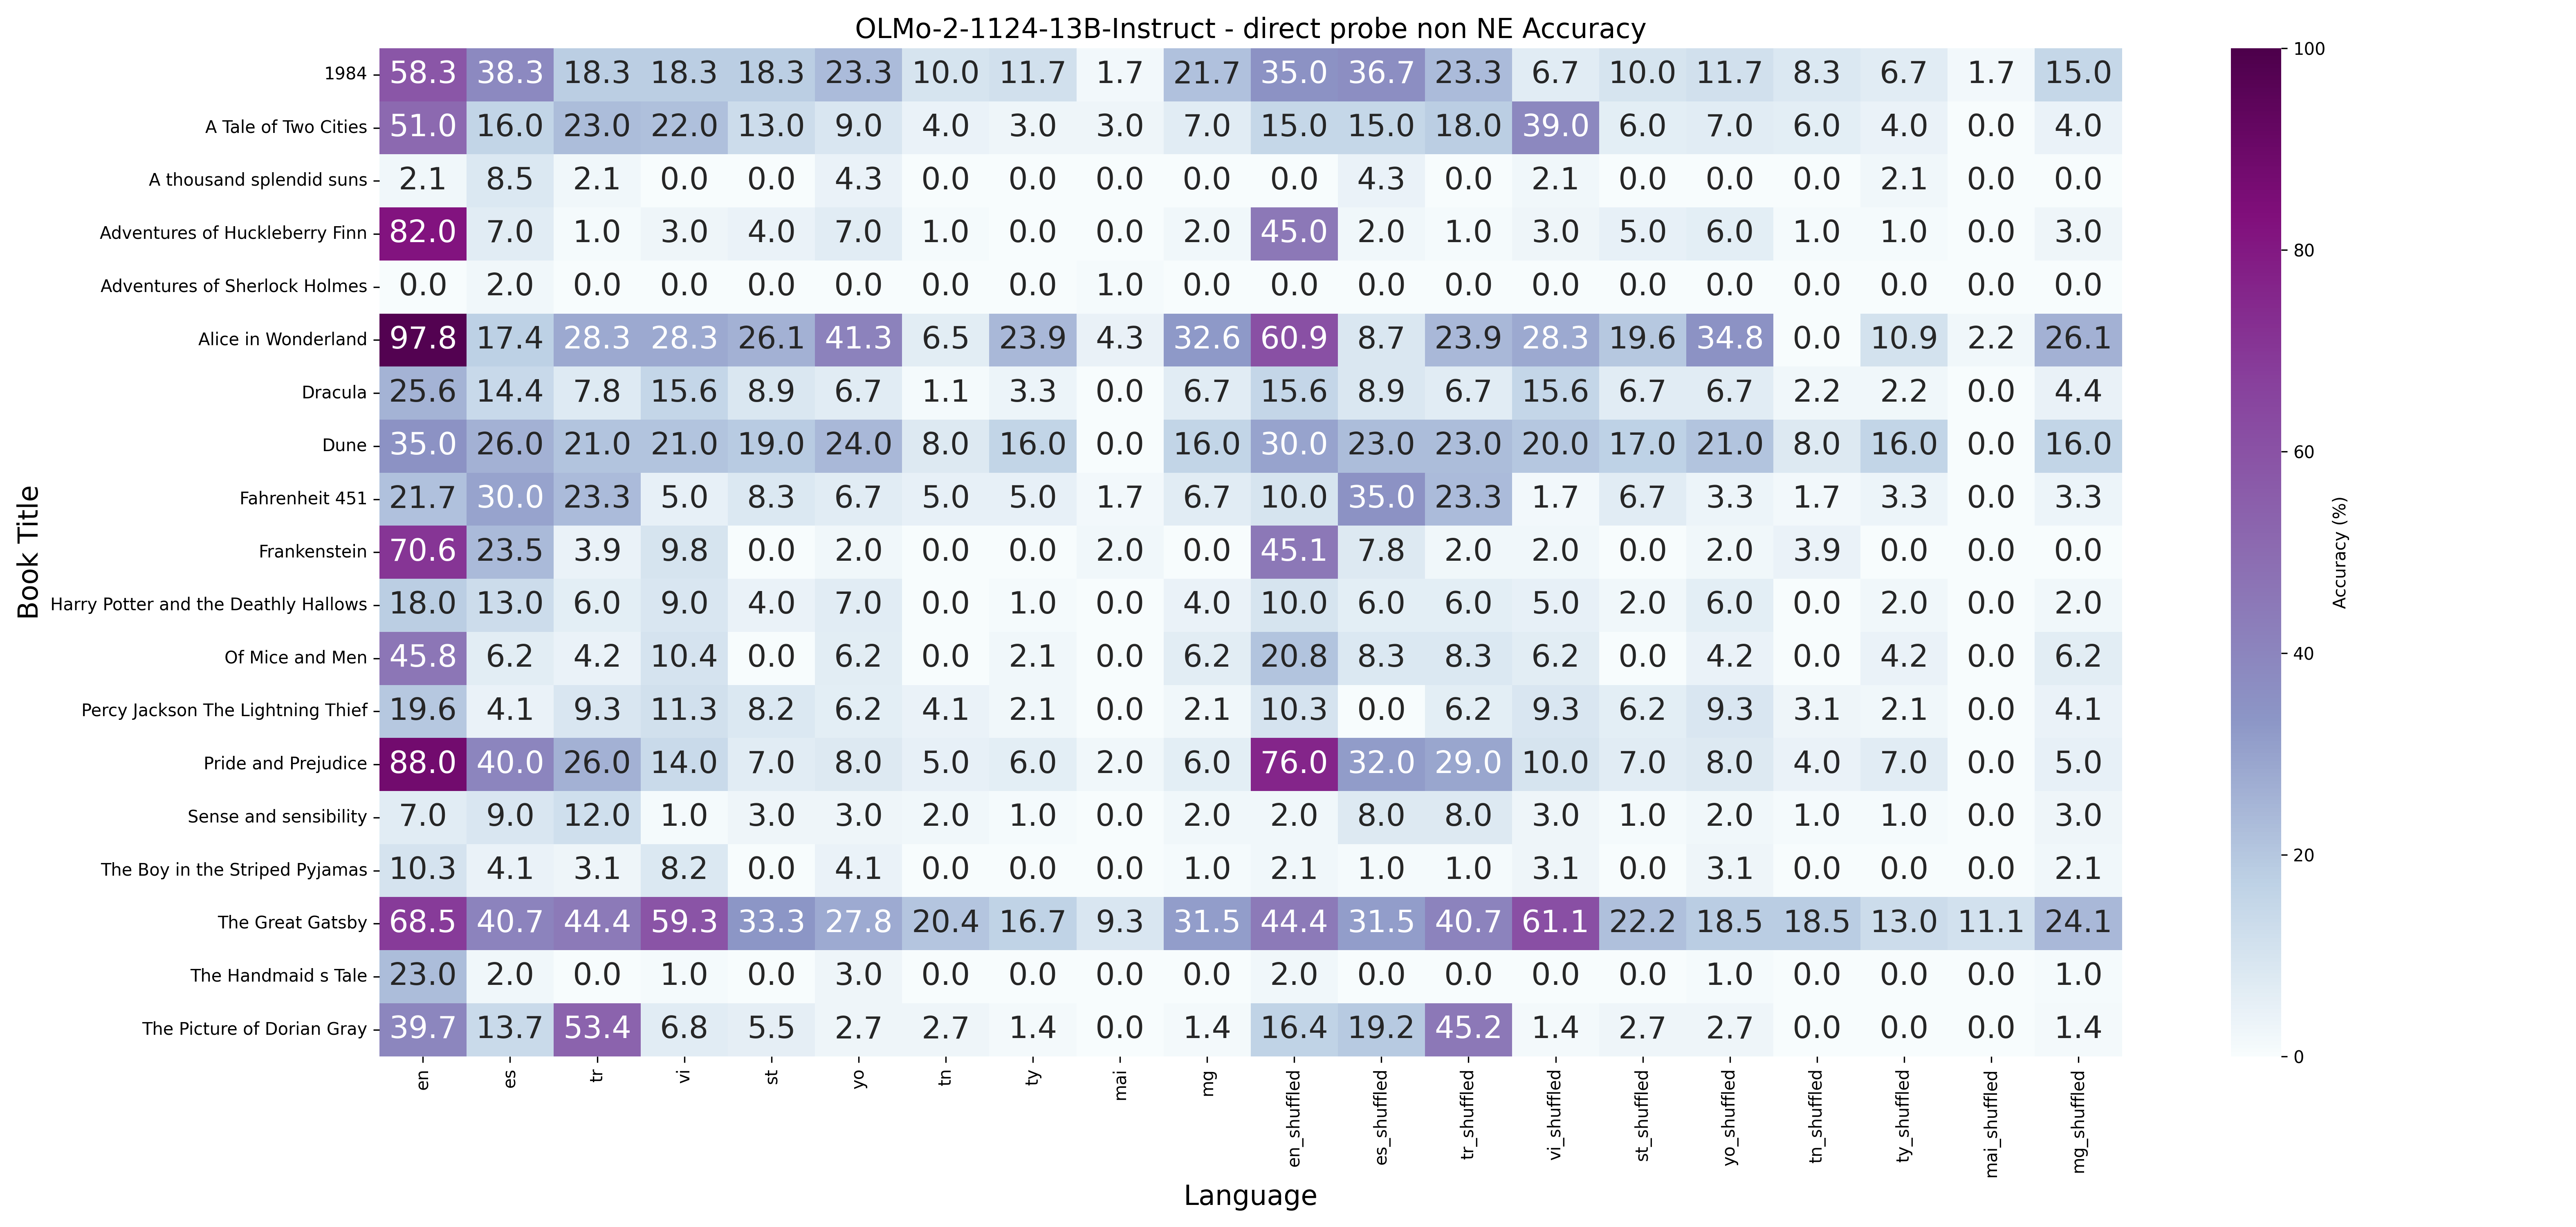 OLMo-2-1124-13B-Instruct - direct probe non NE Accuracy
Book Title
1984 58.3 38.3 18.3 18.3 18.3 23.3 10.0 11.7 1.7 21.7 35.0 36.7 23.3 6.7 10.0 11.7 8.3 6.7 1.7 15.0
A Tale of Two Cities 51.0 16.0 23.0 22.0 13.0 9.0 4.0 3.0 3.0 7.0 15.0 15.0 18.0 39.0 6.0 7.0 6.0 4.0 0.0 4.0
A thousand splendid suns 2.1 8.5 2.1 0.0 0.0 4.3 0.0 0.0 0.0 0.0 0.0 4.3 0.0 2.1 0.0 0.0 0.0 2.1 0.0 0.0
Adventures of Huckleberry Finn 82.0 7.0 1.0 3.0 4.0 7.0 1.0 0.0 0.0 2.0 45.0 2.0 1.0 3.0 5.0 6.0 1.0 1.0 0.0 3.0
Adventures of Sherlock Holmes 0.0 2.0 0.0 0.0 0.0 0.0 0.0 0.0 1.0 0.0 0.0 0.0 0.0 0.0 0.0 0.0 0.0 0.0 0.0 0.0
Alice in Wonderland 97.8 17.4 28.3 28.3 26.1 41.3 6.5 23.9 4.3 32.6 60.9 8.7 23.9 28.3 19.6 34.8 0.0 10.9 2.2 26.1
Dracula 25.6 14.4 7.8 15.6 8.9 6.7 1.1 3.3 0.0 6.7 15.6 8.9 6.7 15.6 6.7 6.7 2.2 2.2 0.0 4.4
Dune 35.0 26.0 21.0 21.0 19.0 24.0 8.0 16.0 0.0 16.0 30.0 23.0 23.0 20.0 17.0 21.0 8.0 16.0 0.0 16.0
Fahrenheit 451 21.7 30.0 23.3 5.0 8.3 6.7 5.0 5.0 1.7 6.7 10.0 35.0 23.3 1.7 6.7 3.3 1.7 3.3 0.0 3.3
Frankenstein 70.6 23.5 3.9 9.8 0.0 2.0 0.0 0.0 2.0 0.0 45.1 7.8 2.0 2.0 0.0 2.0 3.9 0.0 0.0 0.0
Harry Potter and the Deathly Hallows 18.0 13.0 6.0 9.0 4.0 7.0 0.0 1.0 0.0 4.0 10.0 6.0 6.0 5.0 2.0 6.0 0.0 2.0 0.0 2.0
Of Mice and Men 45.8 6.2 4.2 10.4 0.0 6.2 0.0 2.1 0.0 6.2 20.8 8.3 8.3 6.2 0.0 4.2 0.0 4.2 0.0 6.2
Percy Jackson The Lightning Thief 19.6 4.1 9.3 11.3 8.2 6.2 4.1 2.1 0.0 2.1 10.3 0.0 6.2 9.3 6.2 9.3 3.1 2.1 0.0 4.1
Pride and Prejudice 88.0 40.0 26.0 14.0 7.0 8.0 5.0 6.0 2.0 6.0 76.0 32.0 29.0 10.0 7.0 8.0 4.0 7.0 0.0 5.0
Sense and sensibility 7.0 9.0 12.0 1.0 3.0 3.0 2.0 1.0 0.0 2.0 2.0 8.0 8.0 3.0 1.0 2.0 1.0 1.0 0.0 3.0
The Boy in the Striped Pyjamas 10.3 4.1 3.1 8.2 0.0 4.1 0.0 0.0 0.0 1.0 2.1 1.0 1.0 3.1 0.0 3.1 0.0 0.0 0.0 2.1
The Great Gatsby 68.5 40.7 44.4 59.3 33.3 27.8 20.4 16.7 9.3 31.5 44.4 31.5 40.7 61.1 22.2 18.5 18.5 13.0 11.1 24.1
The Handmaid s Tale 23.0 2.0 0.0 1.0 0.0 3.0 0.0 0.0 0.0 0.0 2.0 0.0 0.0 0.0 0.0 1.0 0.0 0.0 0.0 1.0
The Picture of Dorian Gray 39.7 13.7 53.4 6.8 5.5 2.7 2.7 1.4 0.0 1.4 16.4 19.2 45.2 1.4 2.7 2.7 0.0 0.0 0.0 1.4
en es tr vi st yo tn ty mai mg en_shuffled es_shuffled tr_shuffled vi_shuffled st_shuffled yo_shuffled tn_shuffled ty_shuffled mai_shuffled mg_shuffled
Language
100
80
60
40
20
0
Accuracy (%)